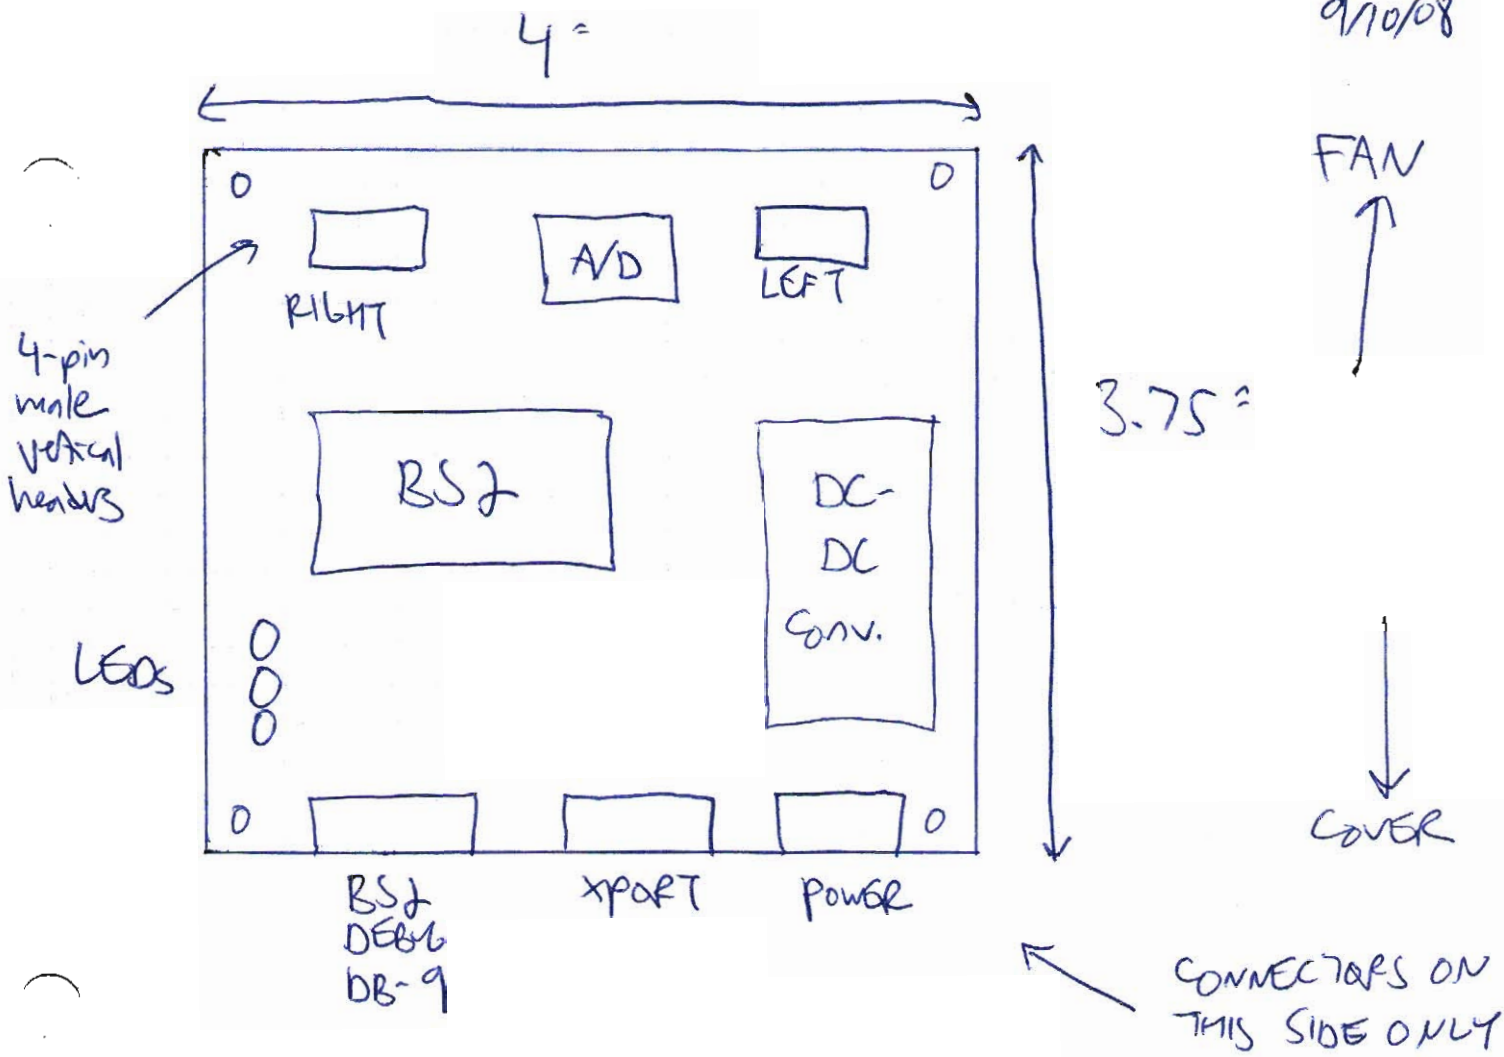 4"
9/10/08
FAN
A/D
RIGHT
LEFT
4-pin
male
vertical
headers
3.75"
BS2
DC-
DC
Conv.
LEDs
COVER
BS2
DEBUG
DB-9
XPORT
POWER
CONNECTORS ON
THIS SIDE ONLY